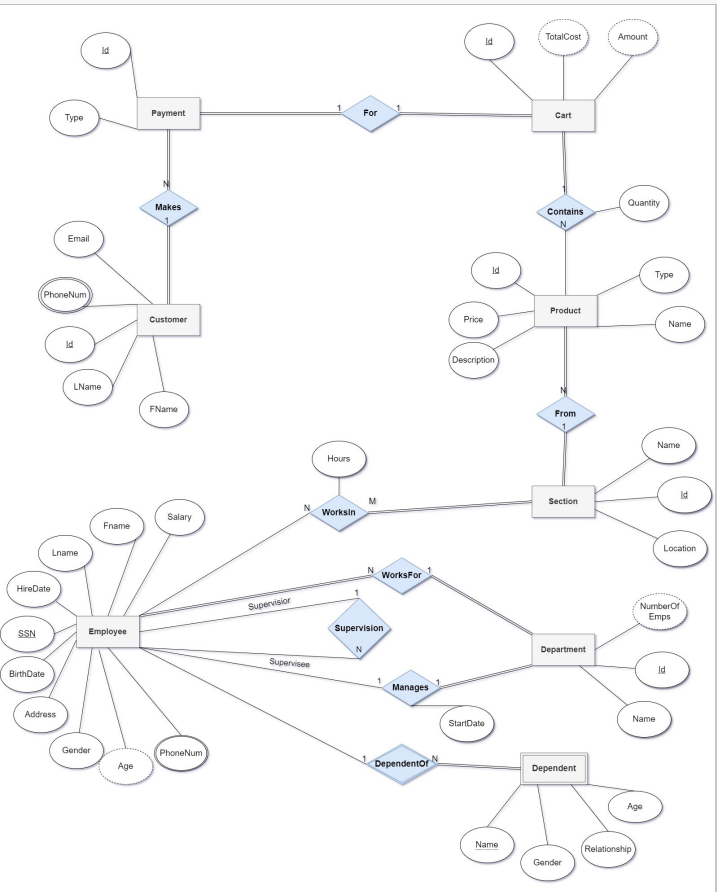 Id
TotalCost
Amount
Id
Payment
1
For
1
Cart
Type
N
Makes
1
1
Contains
N
Quantity
Email
PhoneNum
Customer
Id
LName
FName
Id
Type
Price
Product
Name
Description
N
From
1
Hours
Name
N
WorksIn
M
Section
Id
Location
Salary
Fname
Lname
HireDate
SSN
Employee
BirthDate
Address
Gender
Age
PhoneNum
N
WorksFor
1
Supervisior
1
Supervision
N
Supervisee
1
Manages
1
StartDate
NumberOf
Emps
Department
Id
Name
1
DependentOf
N
Dependent
Age
Name
Gender
Relationship